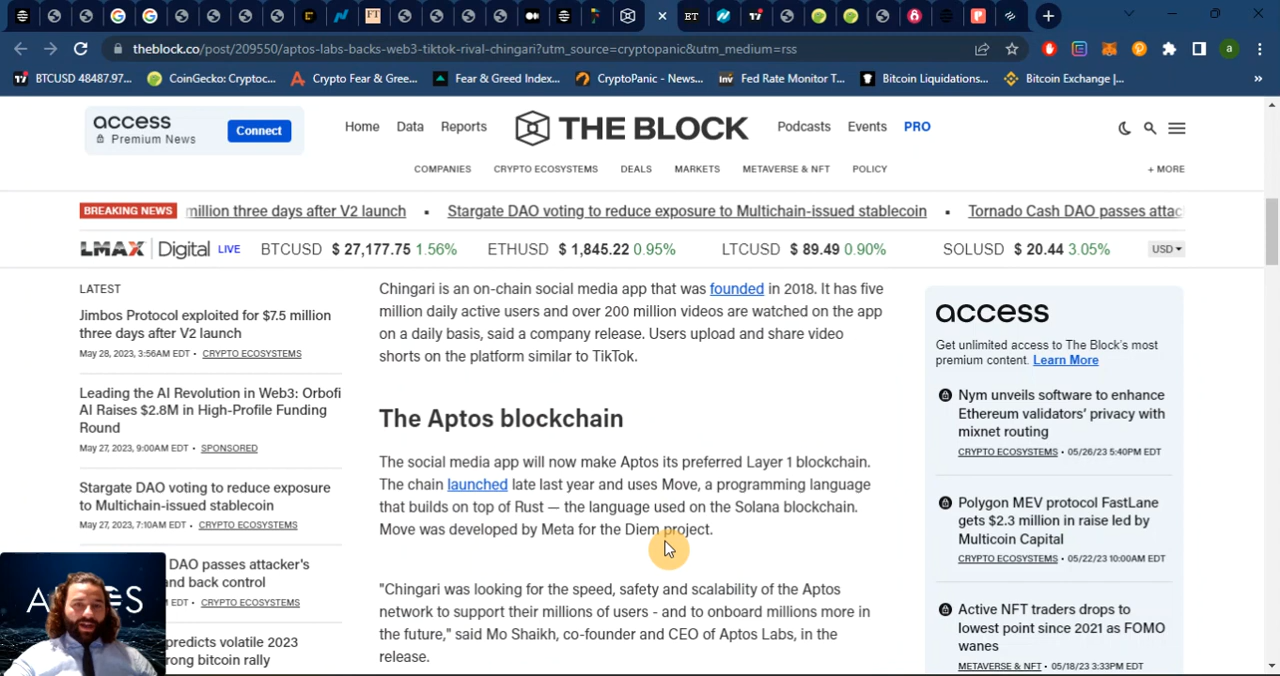 theblock.co/post/209550/aptos-labs-backs-web3-tiktok-rival-chingari?utm_source=cryptopanic&utm_medium=rss
BTCUSD 48487.97...
CoinGecko: Cryptoc...
Crypto Fear & Gree...
Fear & Greed Index...
CryptoPanic - News...
Fed Rate Monitor T...
Bitcoin Liquidations...
Bitcoin Exchange |...
access
Premium News
Connect
Home
Data
Reports
THE BLOCK
Podcasts
Events
PRO
COMPANIES
CRYPTO ECOSYSTEMS
DEALS
MARKETS
METAVERSE & NFT
POLICY
+ MORE
BREAKING NEWS
million three days after V2 launch
Stargate DAO voting to reduce exposure to Multichain-issued stablecoin
Tornado Cash DAO passes attac
LMAX Digital LIVE
BTCUSD $ 27,177.75 1.56%
ETHUSD $ 1,845.22 0.95%
LTCUSD $ 89.49 0.90%
SOLUSD $ 20.44 3.05%
USD
LATEST
Jimbos Protocol exploited for $7.5 million
three days after V2 launch
May 28, 2023, 3:56AM EDT • CRYPTO ECOSYSTEMS
Leading the AI Revolution in Web3: Orbofi
AI Raises $2.8M in High-Profile Funding
Round
May 27, 2023, 9:00AM EDT • SPONSORED
Stargate DAO voting to reduce exposure
to Multichain-issued stablecoin
May 27, 2023, 7:10AM EDT • CRYPTO ECOSYSTEMS
DAO passes attacker's
and back control
EDT • CRYPTO ECOSYSTEMS
predicts volatile 2023
rong bitcoin rally
Chingari is an on-chain social media app that was founded in 2018. It has five
million daily active users and over 200 million videos are watched on the app
on a daily basis, said a company release. Users upload and share video
shorts on the platform similar to TikTok.
The Aptos blockchain
The social media app will now make Aptos its preferred Layer 1 blockchain.
The chain launched late last year and uses Move, a programming language
that builds on top of Rust — the language used on the Solana blockchain.
Move was developed by Meta for the Diem project.
"Chingari was looking for the speed, safety and scalability of the Aptos
network to support their millions of users - and to onboard millions more in
the future," said Mo Shaikh, co-founder and CEO of Aptos Labs, in the
release.
access
Get unlimited access to The Block's most
premium content. Learn More
Nym unveils software to enhance
Ethereum validators' privacy with
mixnet routing
CRYPTO ECOSYSTEMS • 05/26/23 5:40PM EDT
Polygon MEV protocol FastLane
gets $2.3 million in raise led by
Multicoin Capital
CRYPTO ECOSYSTEMS • 05/22/23 10:00AM EDT
Active NFT traders drops to
lowest point since 2021 as FOMO
wanes
METAVERSE & NFT • 05/18/23 3:33PM EDT